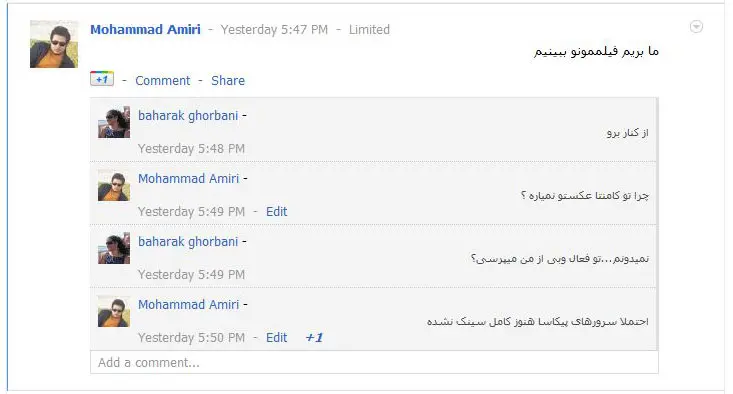 Mohammad Amiri - Yesterday 5:47 PM - Limited
ما بریم فیلممونو ببینیم
+1 - Comment - Share
baharak ghorbani -
از کنار برو
Yesterday 5:48 PM
Mohammad Amiri -
چرا تو کامنتا عکستو نمیاره ؟
Yesterday 5:49 PM - Edit
baharak ghorbani -
نمیدونم...تو فعال وبی از من میپرسی؟
Yesterday 5:49 PM
Mohammad Amiri -
احتملا سرورهای پیکاسا هنوز کامل سینک نشده
Yesterday 5:50 PM - Edit +1
Add a comment...